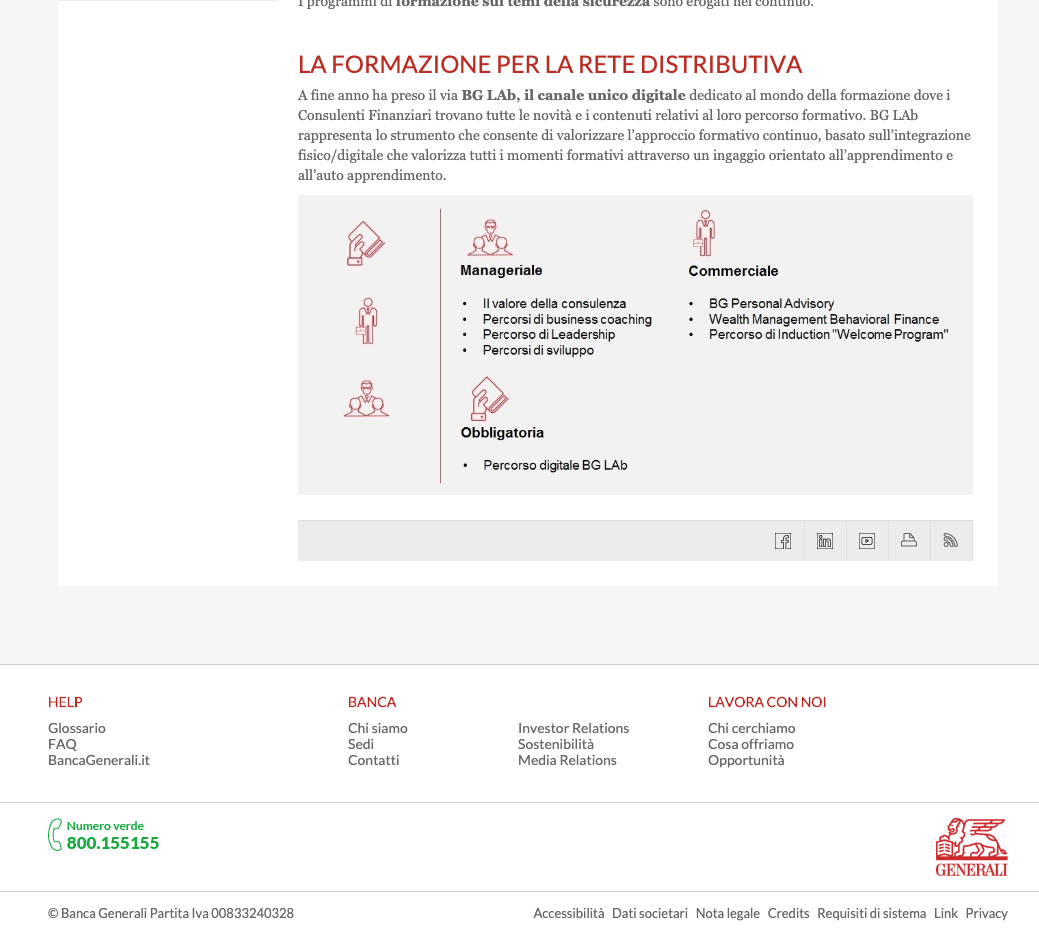 I programmi di formazione sui temi della sicurezza sono erogati nel continuo.
LA FORMAZIONE PER LA RETE DISTRIBUTIVA
A fine anno ha preso il via BG LAb, il canale unico digitale dedicato al mondo della formazione dove i
Consulenti Finanziari trovano tutte le novità e i contenuti relativi al loro percorso formativo. BG LAb
rappresenta lo strumento che consente di valorizzare l’approccio formativo continuo, basato sull’integrazione
fisico/digitale che valorizza tutti i momenti formativi attraverso un ingaggio orientato all’apprendimento e
all’auto apprendimento.
Manageriale
• Il valore della consulenza
• Percorsi di business coaching
• Percorso di Leadership
• Percorsi di sviluppo
Commerciale
• BG Personal Advisory
• Wealth Management Behavioral Finance
• Percorso di Induction "Welcome Program"
Obbligatoria
• Percorso digitale BG LAb
HELP
Glossario
FAQ
BancaGenerali.it
BANCA
Chi siamo
Sedi
Contatti
Investor Relations
Sostenibilità
Media Relations
LAVORA CON NOI
Chi cerchiamo
Cosa offriamo
Opportunità
Numero verde
800.155155
GENERALI
© Banca Generali Partita Iva 00833240328
Accessibilità Dati societari Nota legale Credits Requisiti di sistema Link Privacy